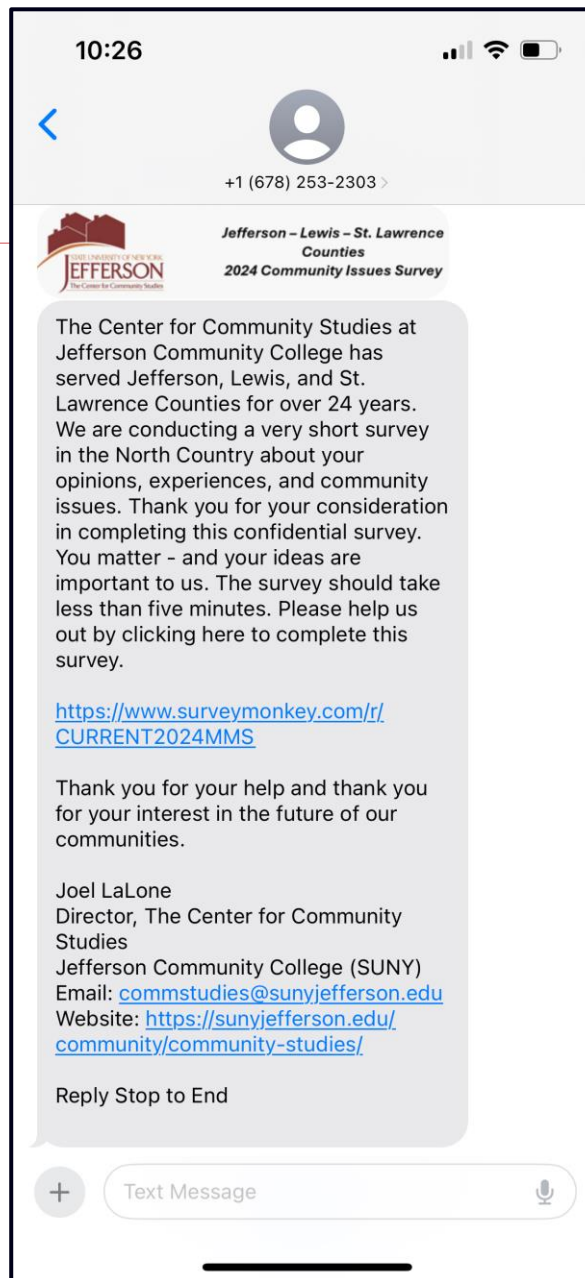 10:26
+1 (678) 253-2303
STATE UNIVERSITY OF NEW YORK
JEFFERSON
The Center for Community Studies
Jefferson – Lewis – St. Lawrence
Counties
2024 Community Issues Survey
The Center for Community Studies at
Jefferson Community College has
served Jefferson, Lewis, and St.
Lawrence Counties for over 24 years.
We are conducting a very short survey
in the North Country about your
opinions, experiences, and community
issues. Thank you for your consideration
in completing this confidential survey.
You matter - and your ideas are
important to us. The survey should take
less than five minutes. Please help us
out by clicking here to complete this
survey.
https://www.surveymonkey.com/r/
CURRENT2024MMS
Thank you for your help and thank you
for your interest in the future of our
communities.
Joel LaLone
Director, The Center for Community
Studies
Jefferson Community College (SUNY)
Email: commstudies@sunyjefferson.edu
Website: https://sunyjefferson.edu/
community/community-studies/
Reply Stop to End
Text Message